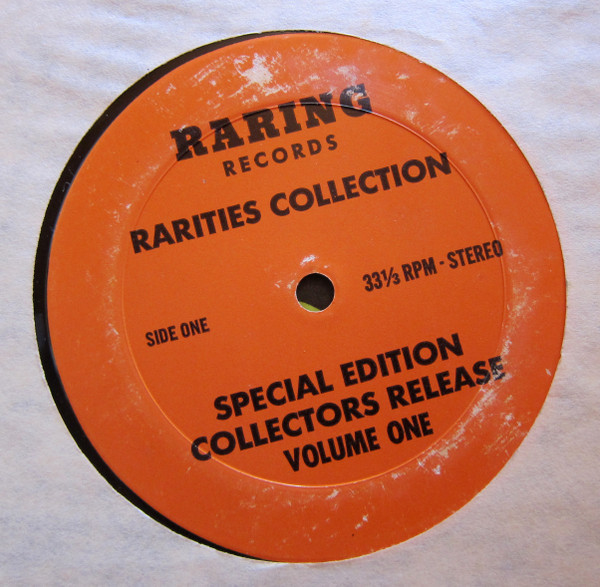 RARING
RECORDS
RARITIES COLLECTION
33⅓ RPM - STEREO
SIDE ONE
SPECIAL EDITION
COLLECTORS RELEASE
VOLUME ONE